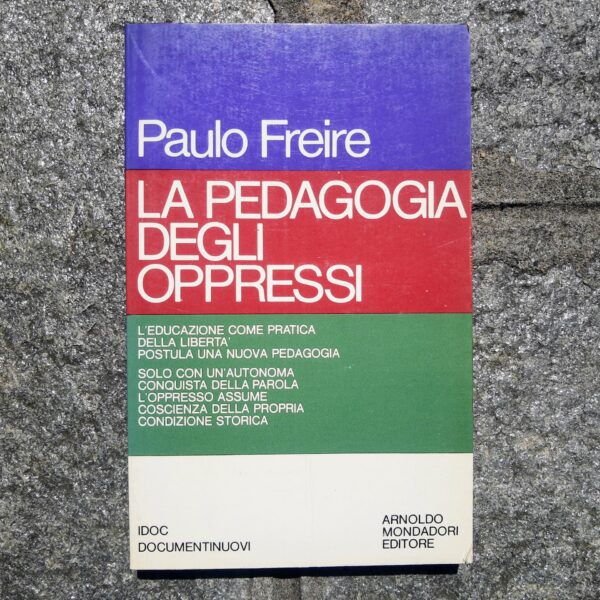 Paulo Freire
LA PEDAGOGIA
DEGLI
OPPRESSI
L'EDUCAZIONE COME PRATICA
DELLA LIBERTA'
POSTULA UNA NUOVA PEDAGOGIA
SOLO CON UN'AUTONOMA
CONQUISTA DELLA PAROLA
L'OPPRESSO ASSUME
COSCIENZA DELLA PROPRIA
CONDIZIONE STORICA
IDOC
DOCUMENTINUOVI
ARNOLDO
MONDADORI
EDITORE